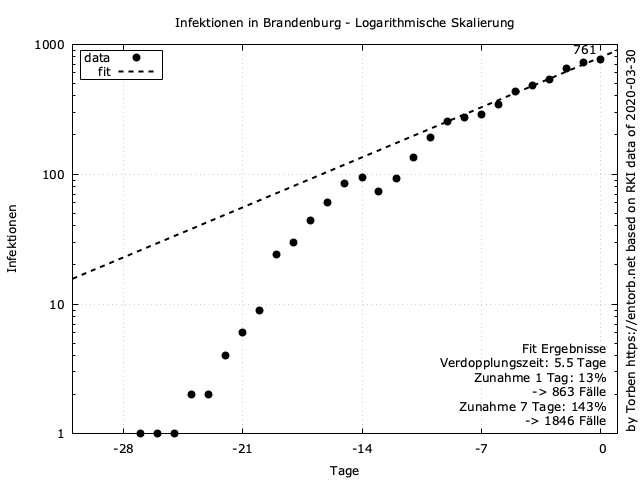 Infektionen in Brandenburg - Logarithmische Skalierung
1000
100
10
1
Infektionen
data
fit
761
Fit Ergebnisse
Verdopplungszeit: 5.5 Tage
Zunahme 1 Tag: 13%
-> 863 Fälle
Zunahme 7 Tage: 143%
-> 1846 Fälle
-28 -21 -14 -7 0
Tage
by Torben https://entorb.net based on RKI data of 2020-03-30